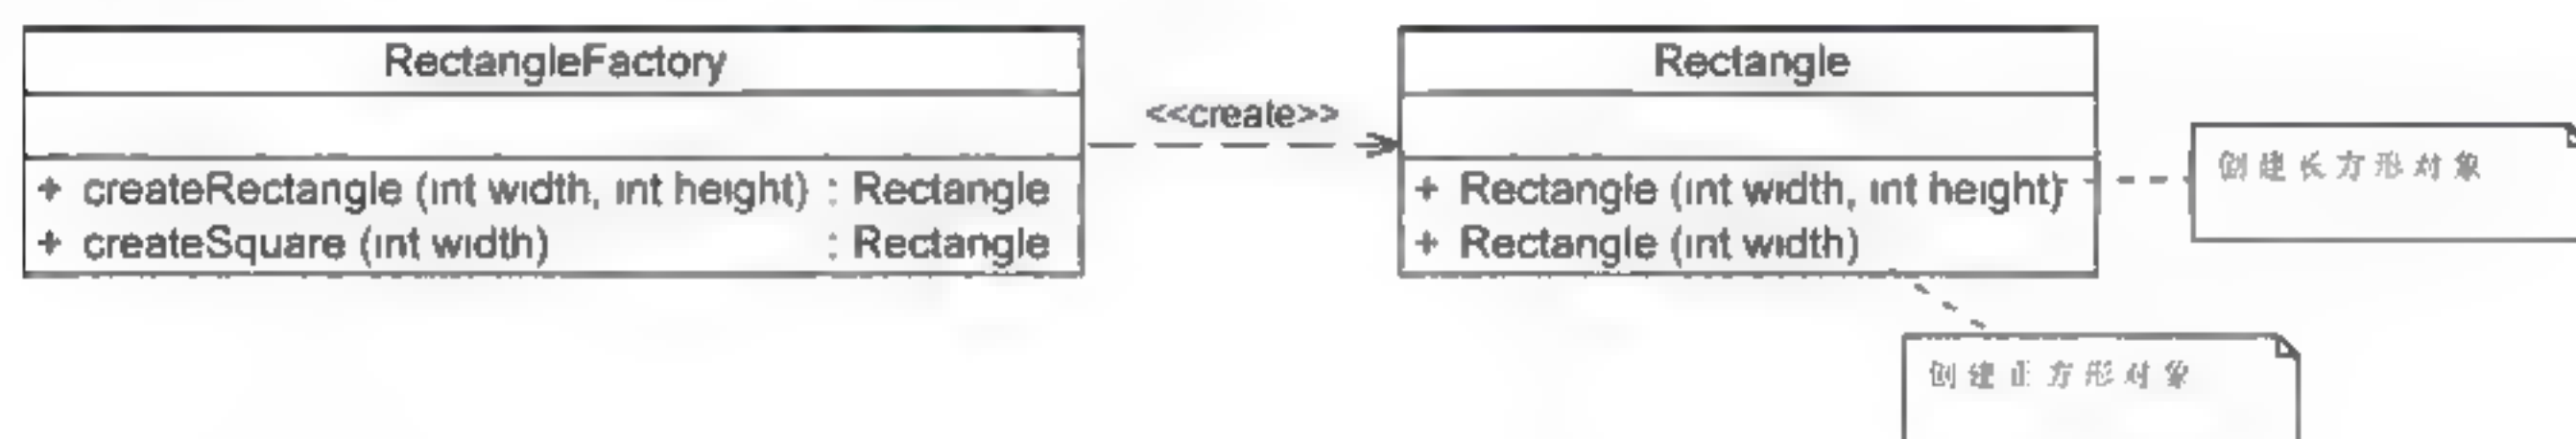 RectangleFactory
+ createRectangle (int width, int height) : Rectangle
+ createSquare (int width) : Rectangle
<<create>>
Rectangle
+ Rectangle (int width, int height)
+ Rectangle (int width)
创建长方形对象
创建正方形对象